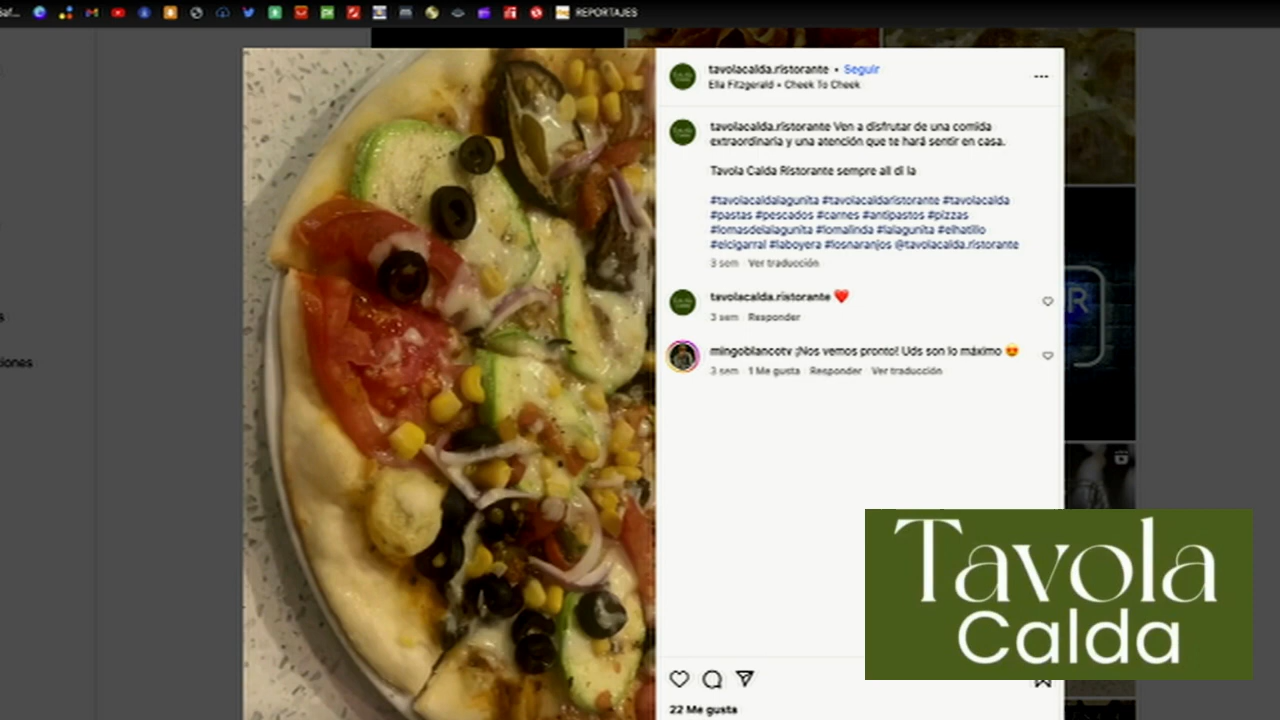 REPORTAJES
tavolacalda.ristorante • Seguir
Ella Fitzgerald • Cheek To Cheek
tavolacalda.ristorante Ven a disfrutar de una comida
extraordinaria y una atención que te hará sentir en casa.
Tavola Calda Ristorante sempre all di la
#tavolacaldalagunita #tavolacaldaristorante #tavolacalda
#pastas #pescados #carnes #antipastos #pizzas
#lomasdelalagunita #lomalinda #lalagunita #elhatillo
#elcigarral #laboyera #losnaranjos @tavolacalda.ristorante
3 sem Ver traducción
tavolacalda.ristorante ❤️
3 sem Responder
mingoblancotv ¡Nos vemos pronto! Uds son lo máximo 😍
3 sem 1 Me gusta Responder Ver traducción
R
iones
Tavola
Calda
22 Me gusta